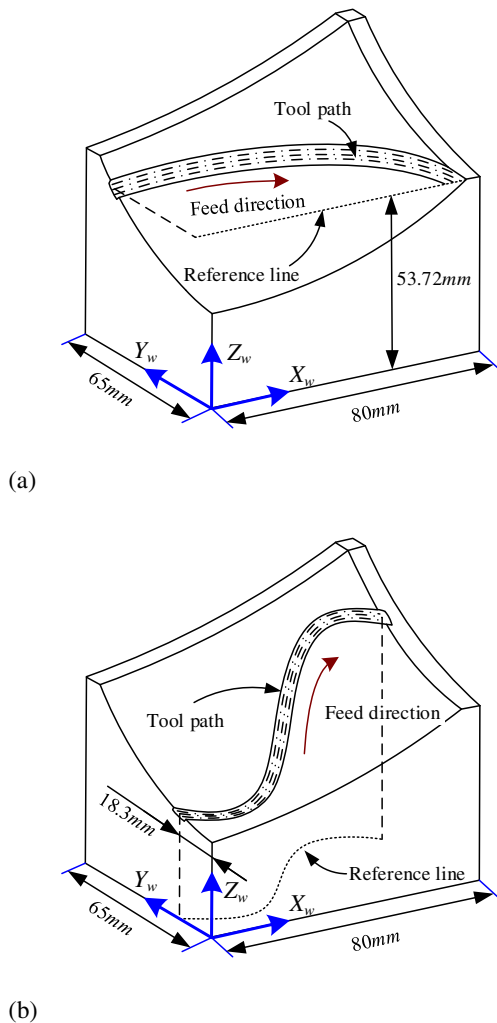 Tool path
Feed direction
Reference line
53.72mm
Y_w
Z_w
X_w
65mm
80mm
(a)
Tool path
Feed direction
18.3mm
Y_w
Z_w
X_w
Reference line
65mm
80mm
(b)